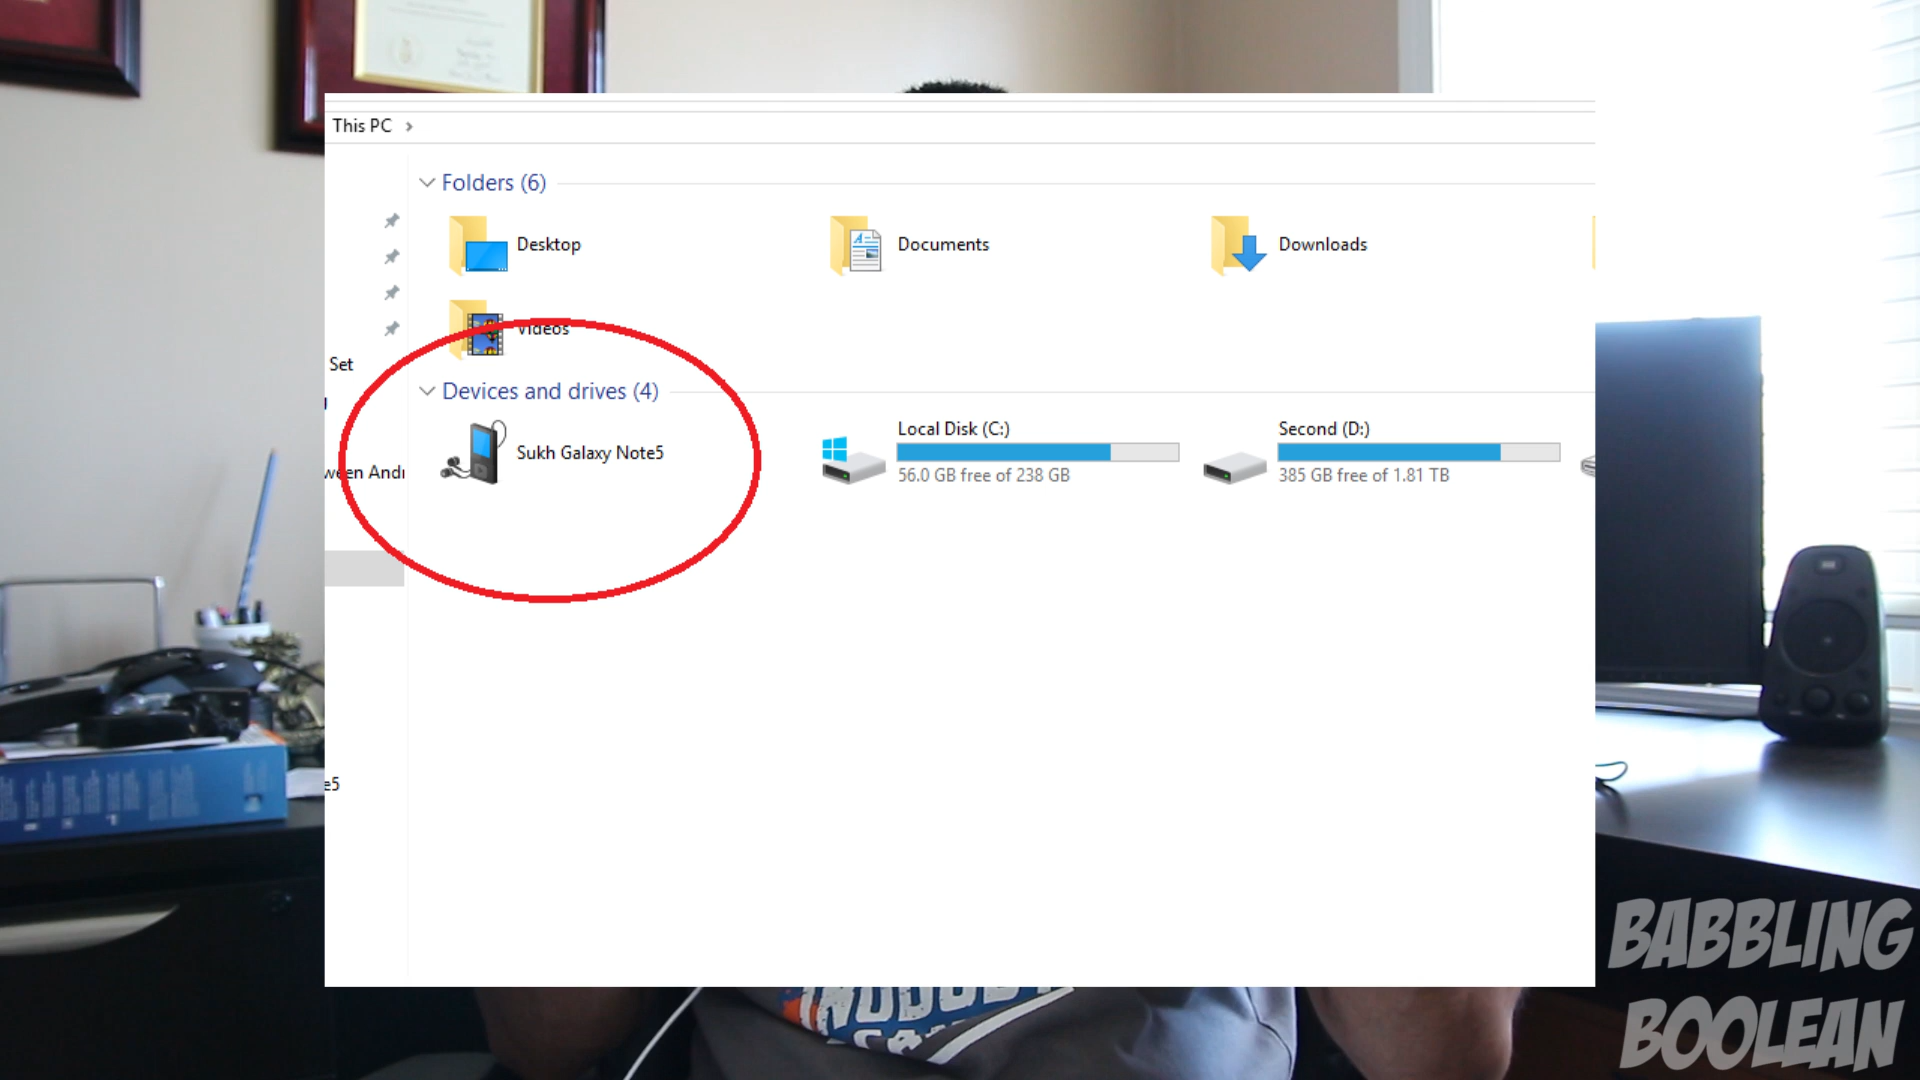 This PC
Folders (6)
Desktop
Documents
Downloads
Videos
Set
Devices and drives (4)
Sukh Galaxy Note5
Local Disk (C:)
56.0 GB free of 238 GB
Second (D:)
385 GB free of 1.81 TB
ween Andr
e5
BABBLING
BOOLEAN